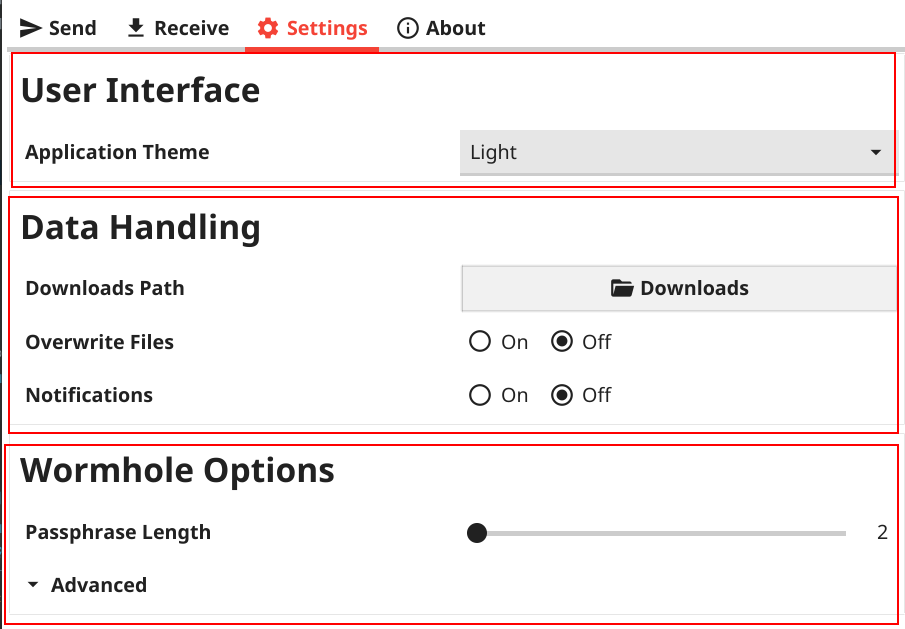 Send Receive Settings About
User Interface
Application Theme Light
Data Handling
Downloads Path Downloads
Overwrite Files On Off
Notifications On Off
Wormhole Options
Passphrase Length 2
Advanced